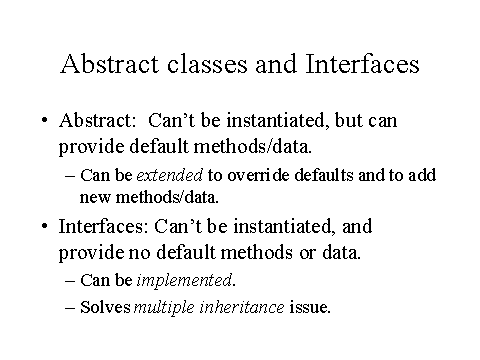 Abstract classes and Interfaces
• Abstract:  Can't be instantiated, but can
provide default methods/data.
– Can be extended to override defaults and to add
new methods/data.
• Interfaces: Can't be instantiated, and
provide no default methods or data.
– Can be implemented.
– Solves multiple inheritance issue.